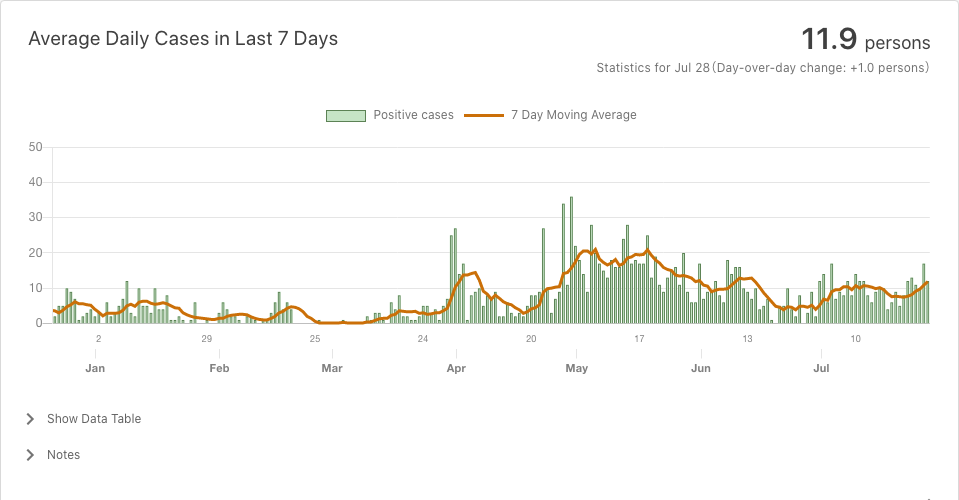 Average Daily Cases in Last 7 Days
11.9 persons
Statistics for Jul 28(Day-over-day change: +1.0 persons)
Positive cases 7 Day Moving Average
50
40
30
20
10
0
2 29 25 24 20 17 13 10
Jan Feb Mar Apr May Jun Jul
Show Data Table
Notes